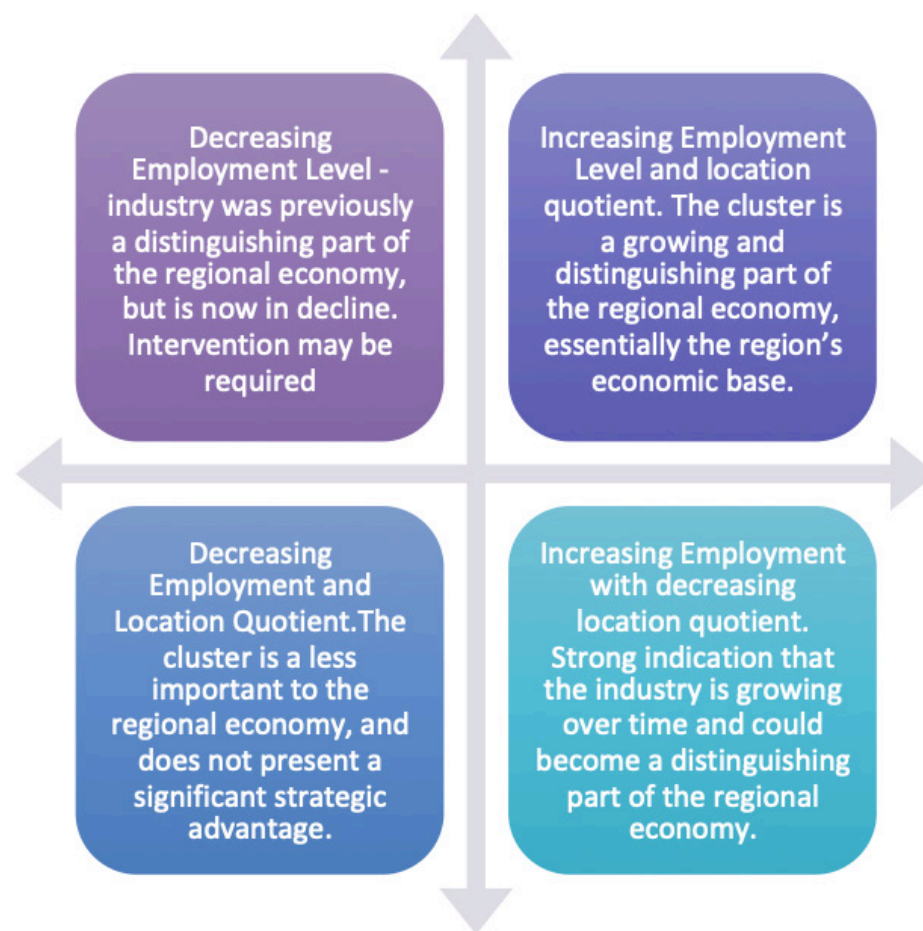 Decreasing
Employment Level -
industry was previously
a distinguishing part of
the regional economy,
but is now in decline.
Intervention may be
required
Increasing Employment
Level and location
quotient. The cluster is
a growing and
distinguishing part of
the regional economy,
essentially the region’s
economic base.
Decreasing
Employment and
Location Quotient.The
cluster is a less
important to the
regional economy, and
does not present a
significant strategic
advantage.
Increasing Employment
with decreasing
location quotient.
Strong indication that
the industry is growing
over time and could
become a distinguishing
part of the regional
economy.